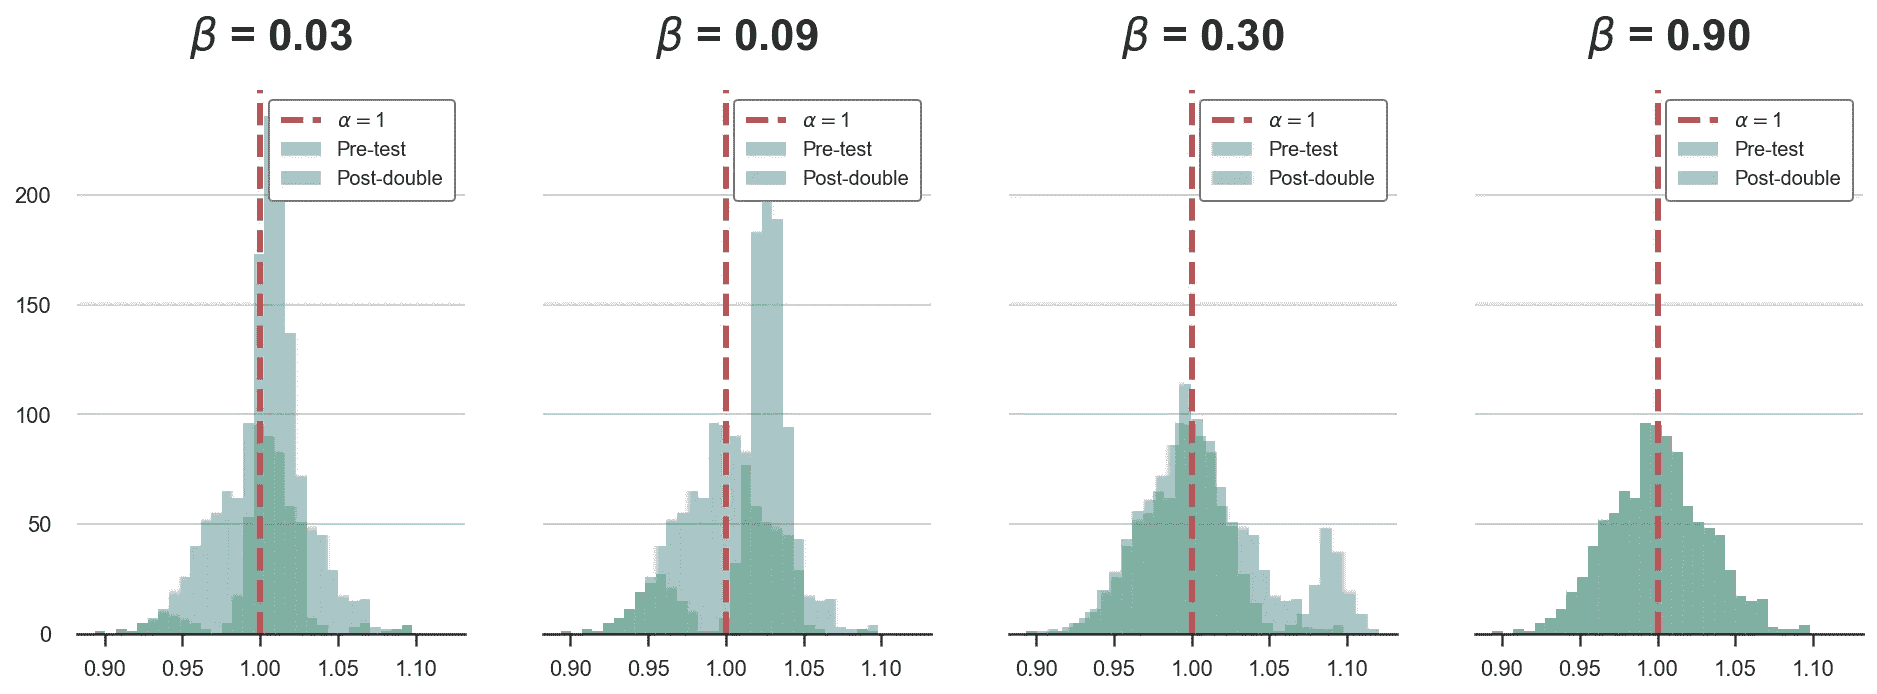 β = 0.03
β = 0.09
β = 0.30
β = 0.90
α = 1
Pre-test
Post-double
α = 1
Pre-test
Post-double
α = 1
Pre-test
Post-double
α = 1
Pre-test
Post-double
200
150
100
50
0
0.90 0.95 1.00 1.05 1.10
0.90 0.95 1.00 1.05 1.10
0.90 0.95 1.00 1.05 1.10
0.90 0.95 1.00 1.05 1.10